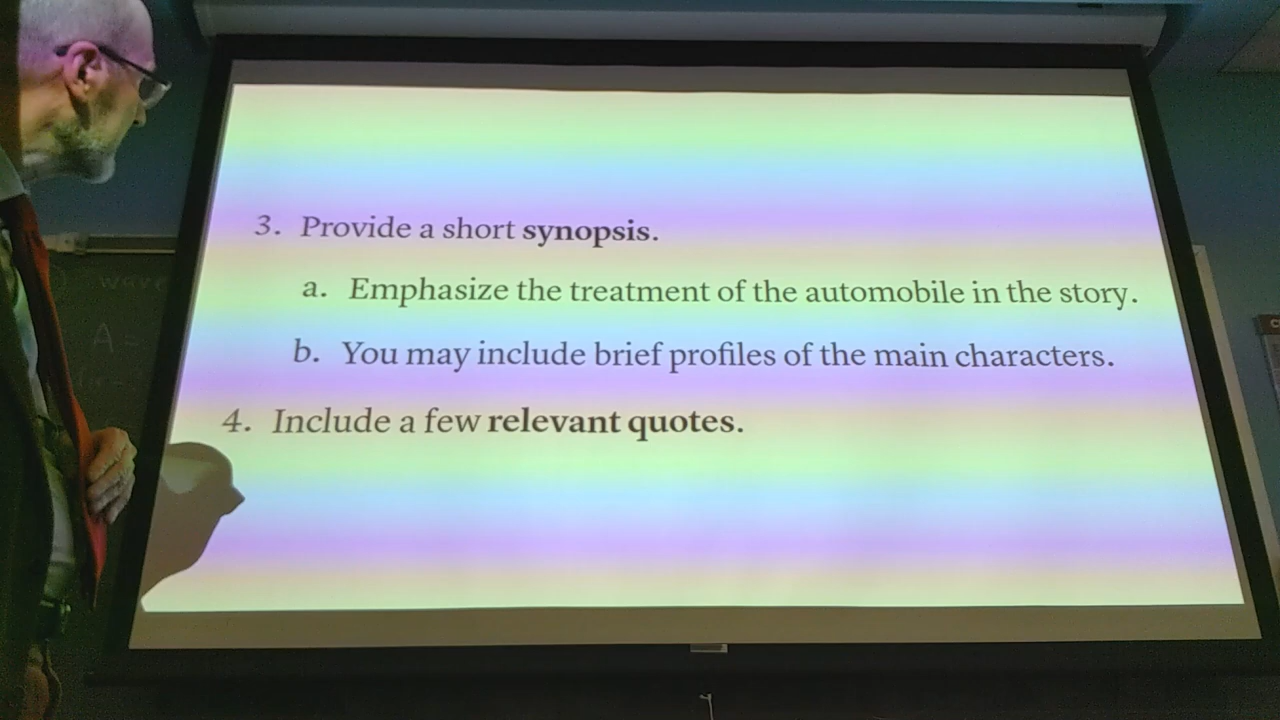 3. Provide a short synopsis.
a. Emphasize the treatment of the automobile in the story.
b. You may include brief profiles of the main characters.
4. Include a few relevant quotes.
wave
A =